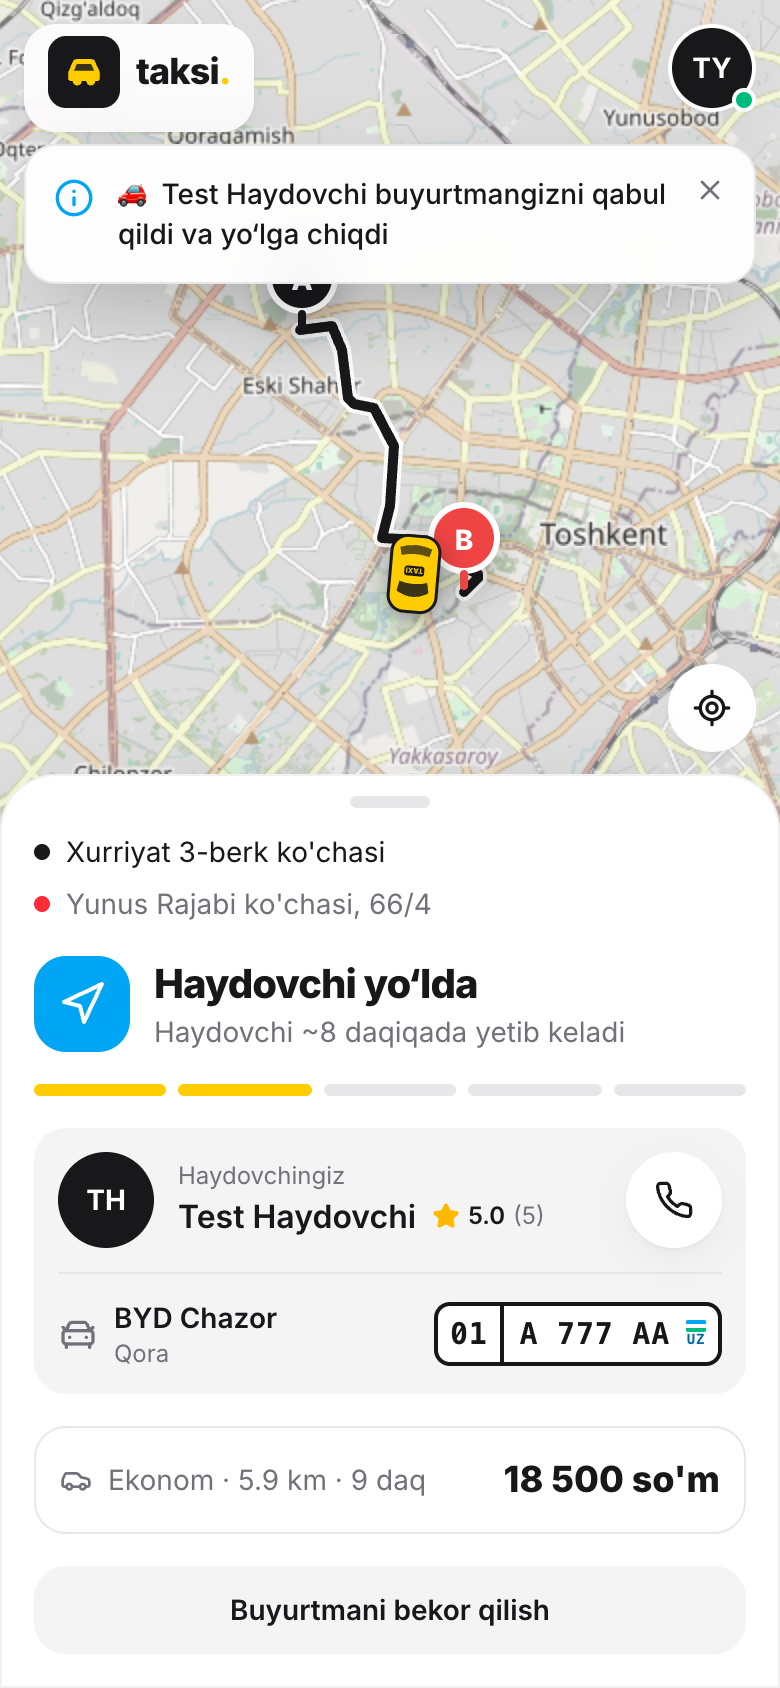 Qizg'aldoq
taksi.
TY
Yunusobod
Qoradamish
🚗 Test Haydovchi buyurtmangizni qabul
qildi va yo‘lga chiqdi
A
Eski Shahar
B
Toshkent
TAXI
Yakkasaroy
Chilonzor
Xurriyat 3-berk ko'chasi
Yunus Rajabi ko'chasi, 66/4
Haydovchi yo‘lda
Haydovchi ~8 daqiqada yetib keladi
TH
Haydovchingiz
Test Haydovchi ★ 5.0 (5)
BYD Chazor
Qora
01 A 777 AA UZ
Ekonom · 5.9 km · 9 daq
18 500 so'm
Buyurtmani bekor qilish